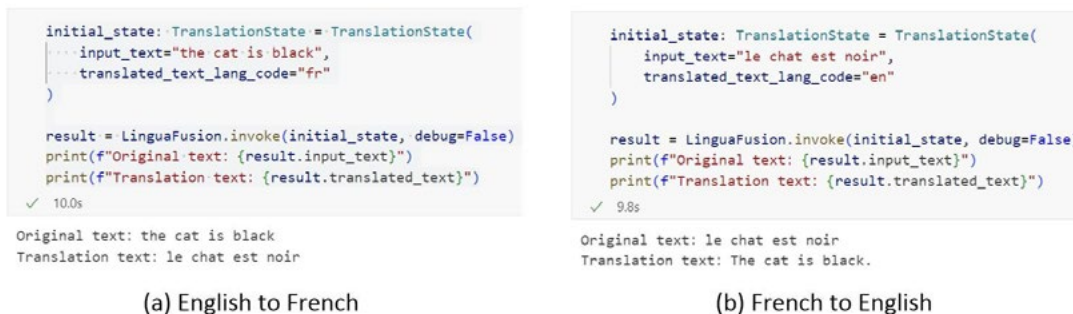 initial_state: TranslationState = TranslationState(
    input_text="the cat is black",
    translated_text_lang_code="fr"
)
result = LinguaFusion.invoke(initial_state, debug=False)
print(f"Original text: {result.input_text}")
print(f"Translation text: {result.translated_text}")
✓ 10.0s
Original text: the cat is black
Translation text: le chat est noir
(a) English to French
initial_state: TranslationState = TranslationState(
    input_text="le chat est noir",
    translated_text_lang_code="en"
)
result = LinguaFusion.invoke(initial_state, debug=False
print(f"Original text: {result.input_text}")
print(f"Translation text: {result.translated_text}")
✓ 9.8s
Original text: le chat est noir
Translation text: The cat is black.
(b) French to English